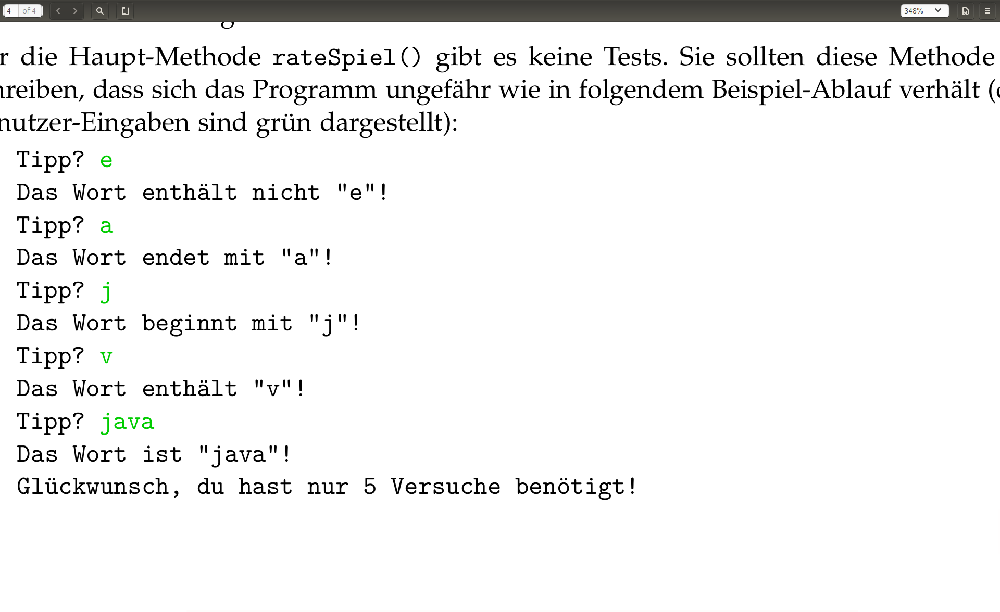 4 of 4 348%
r die Haupt-Methode rateSpiel() gibt es keine Tests. Sie sollten diese Methode
reiben, dass sich das Programm ungefähr wie in folgendem Beispiel-Ablauf verhält (
nutzer-Eingaben sind grün dargestellt):
Tipp? e
Das Wort enthält nicht "e"!
Tipp? a
Das Wort endet mit "a"!
Tipp? j
Das Wort beginnt mit "j"!
Tipp? v
Das Wort enthält "v"!
Tipp? java
Das Wort ist "java"!
Glückwunsch, du hast nur 5 Versuche benötigt!